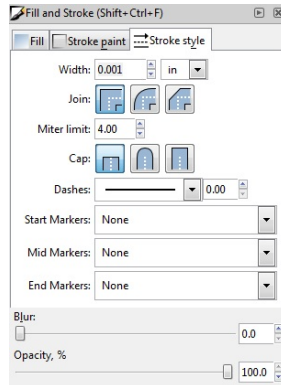 Fill and Stroke (Shift+Ctrl+F)
Fill Stroke paint Stroke style
Width: 0.001 in
Join:
Miter limit: 4.00
Cap:
Dashes: 0.00
Start Markers: None
Mid Markers: None
End Markers: None
Blur:
0.0
Opacity, %
100.0